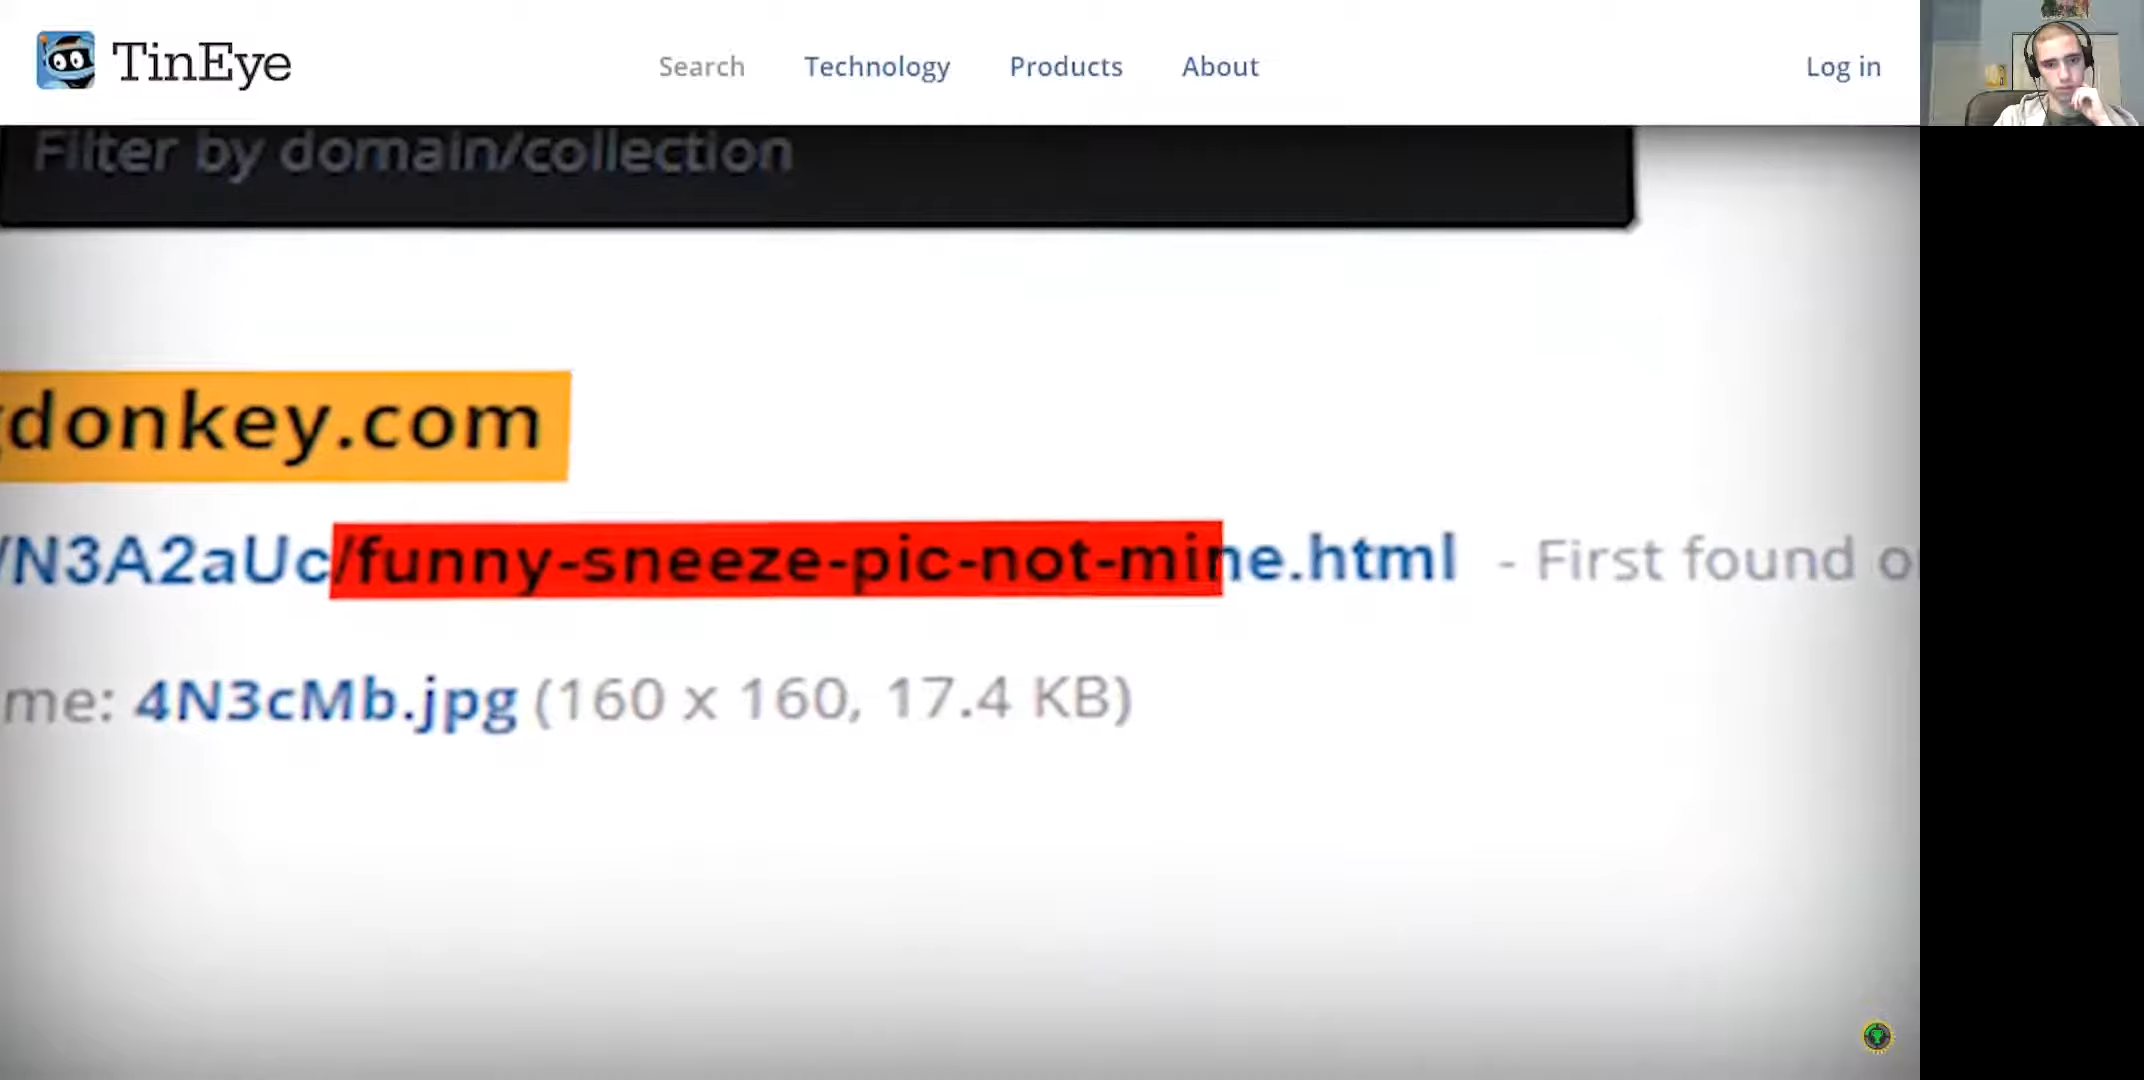 TinEye Search Technology Products About Log in
Filter by domain/collection
donkey.com
/N3A2aUc/funny-sneeze-pic-not-mine.html - First found
me: 4N3cMb.jpg (160 x 160, 17.4 KB)